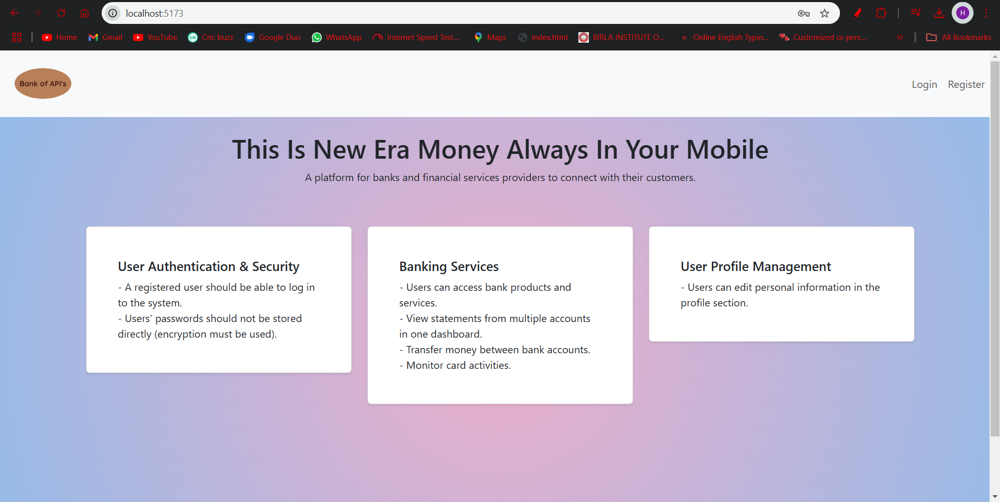 localhost:5173
H
Home Gmail YouTube Cric buzz Google Duo WhatsApp Internet Speed Test... Maps index.html BIRLA INSTITUTE O... Online English Typin... Customized or pers... » All Bookmarks
Bank of API's
Login Register
This Is New Era Money Always In Your Mobile
A platform for banks and financial services providers to connect with their customers.
User Authentication & Security
- A registered user should be able to log in
to the system.
- Users' passwords should not be stored
directly (encryption must be used).
Banking Services
- Users can access bank products and
services.
- View statements from multiple accounts
in one dashboard.
- Transfer money between bank accounts.
- Monitor card activities.
User Profile Management
- Users can edit personal information in the
profile section.